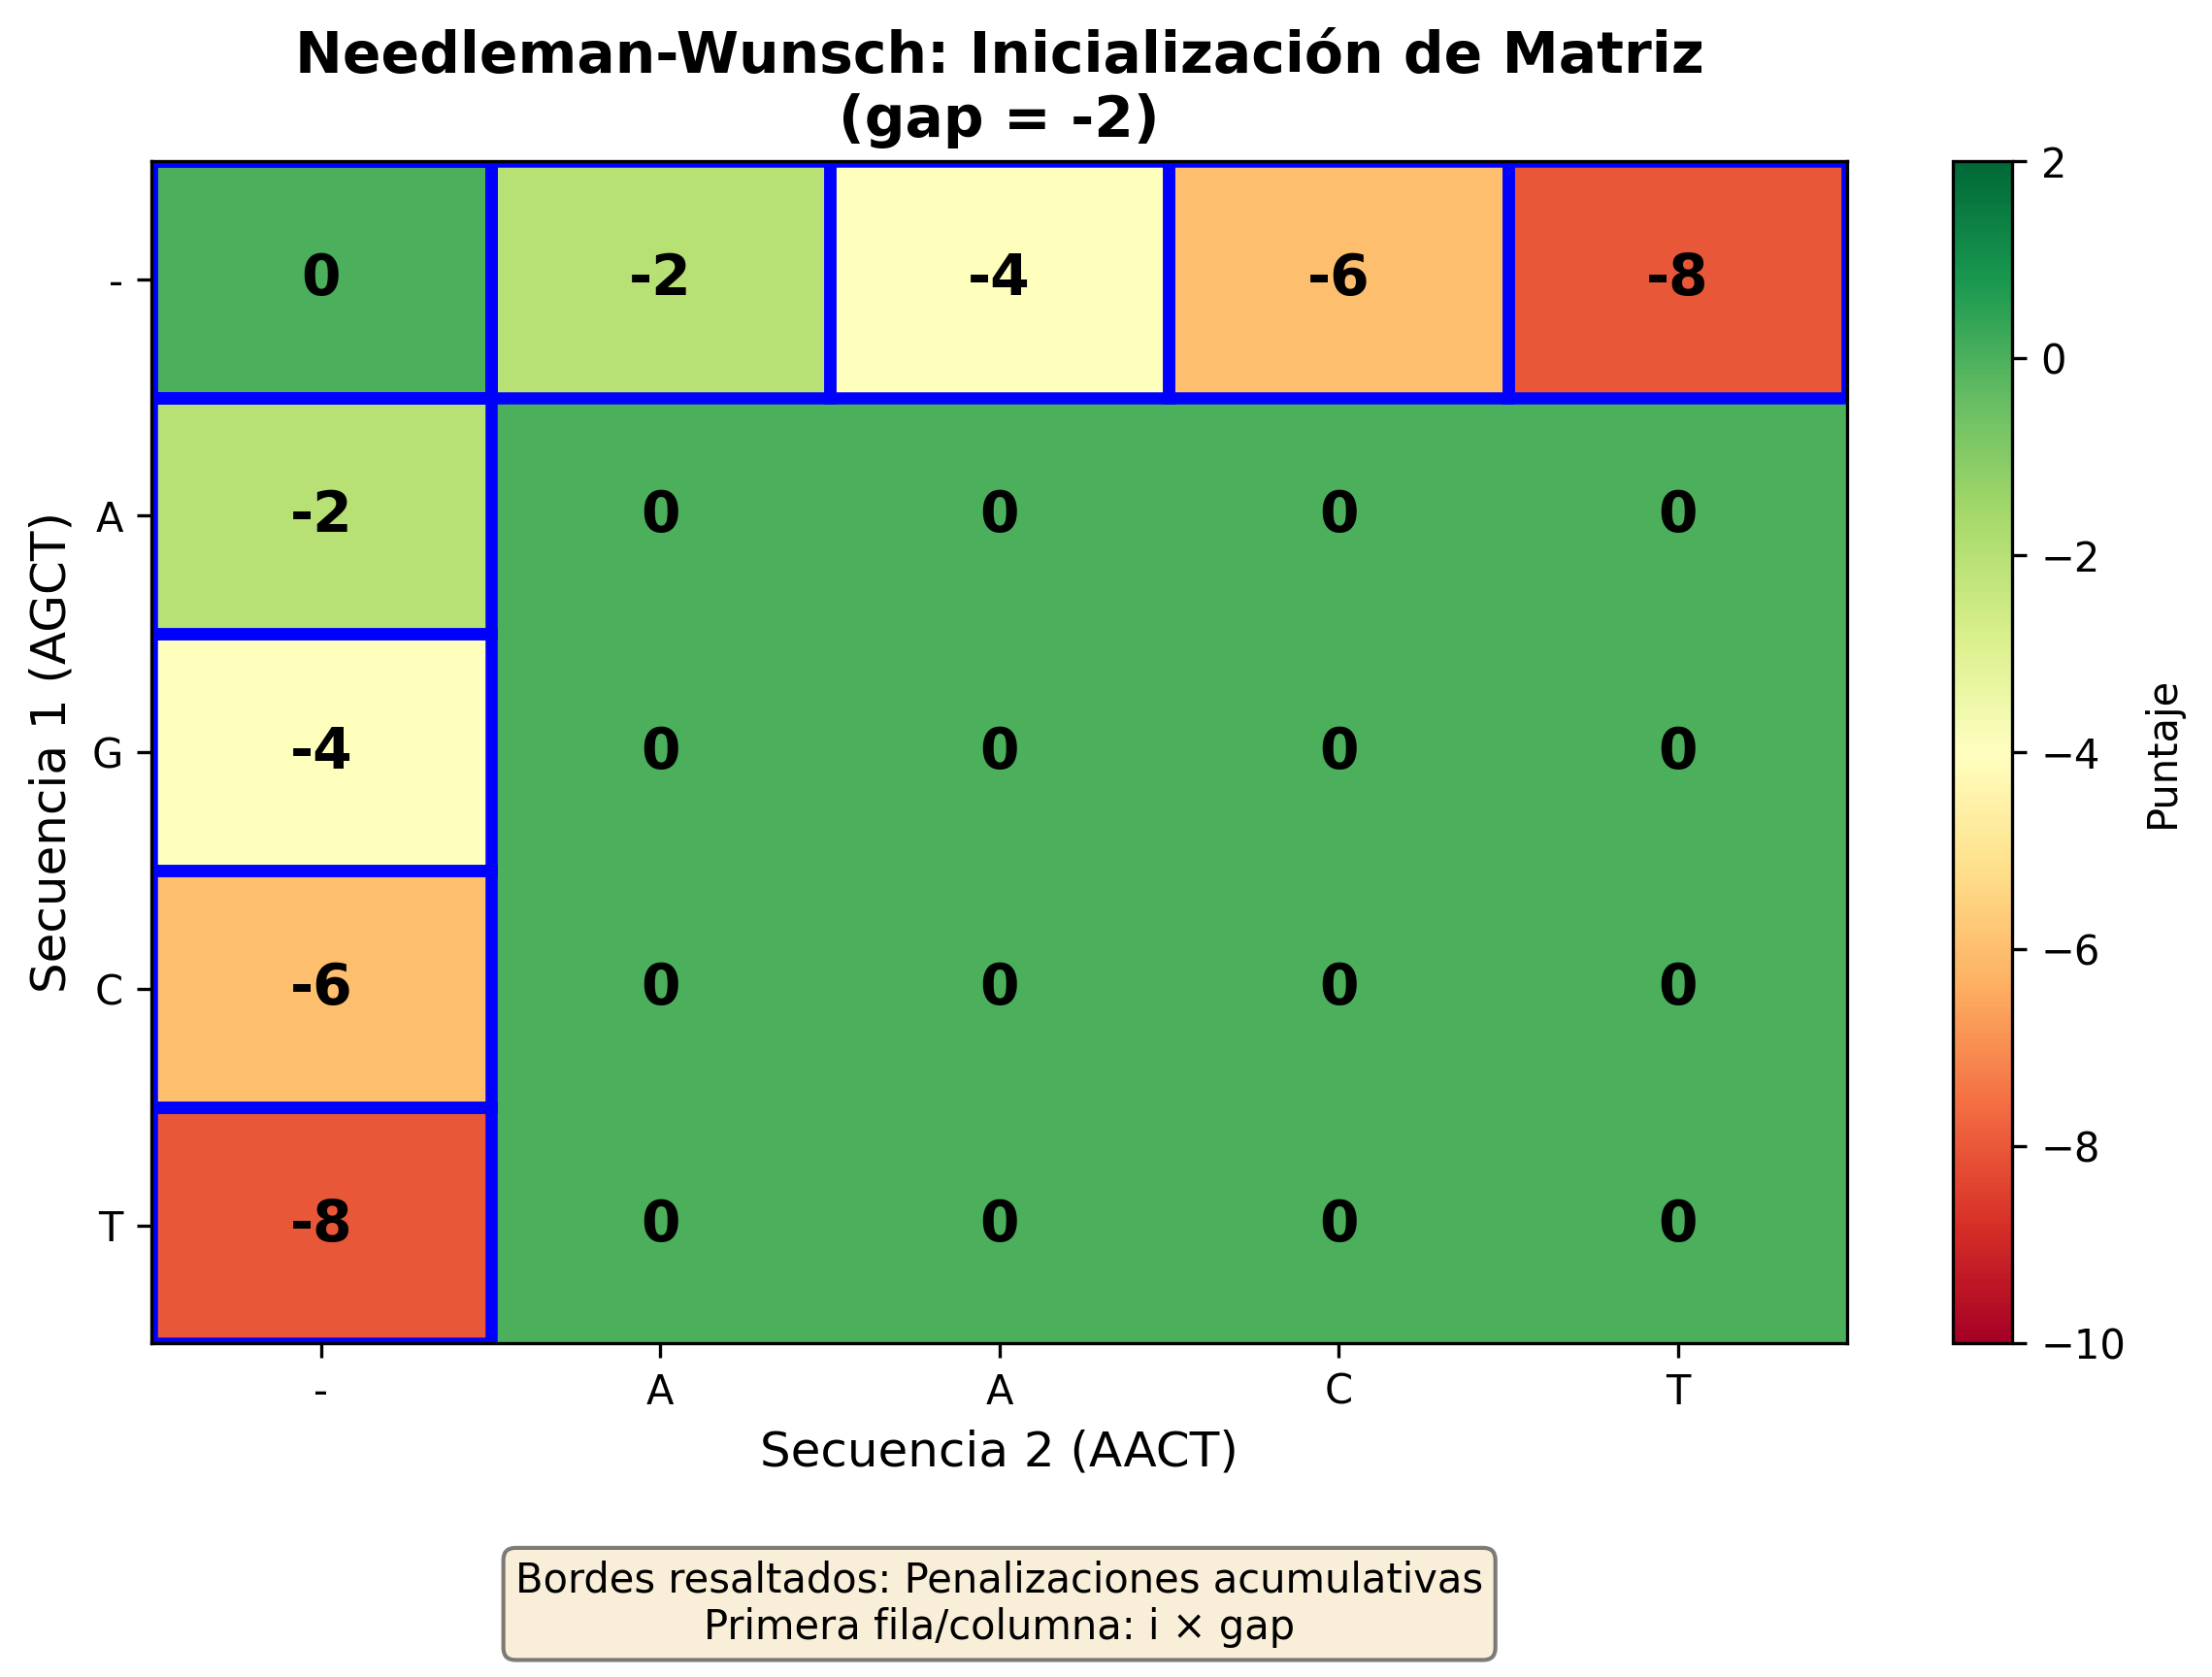 Needleman-Wunsch: Inicialización de Matriz
(gap = -2)
Secuencia 1 (AGCT)
- 0 -2 -4 -6 -8
A -2 0 0 0 0
G -4 0 0 0 0
C -6 0 0 0 0
T -8 0 0 0 0
- A A C T
Secuencia 2 (AACT)
2
0
−2
−4
−6
−8
−10
Puntaje
Bordes resaltados: Penalizaciones acumulativas
Primera fila/columna: i × gap